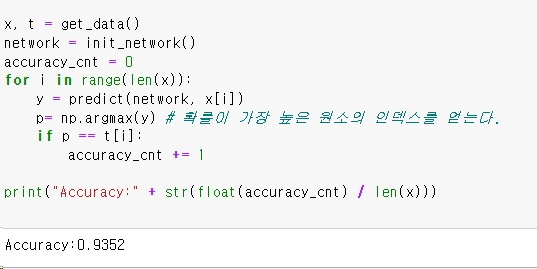 x, t = get_data()
network = init_network()
accuracy_cnt = 0
for i in range(len(x)):
    y = predict(network, x[i])
    p= np.argmax(y) # 확률이 가장 높은 원소의 인덱스를 얻는다.
    if p == t[i]:
        accuracy_cnt += 1
print("Accuracy:" + str(float(accuracy_cnt) / len(x)))
Accuracy:0.9352